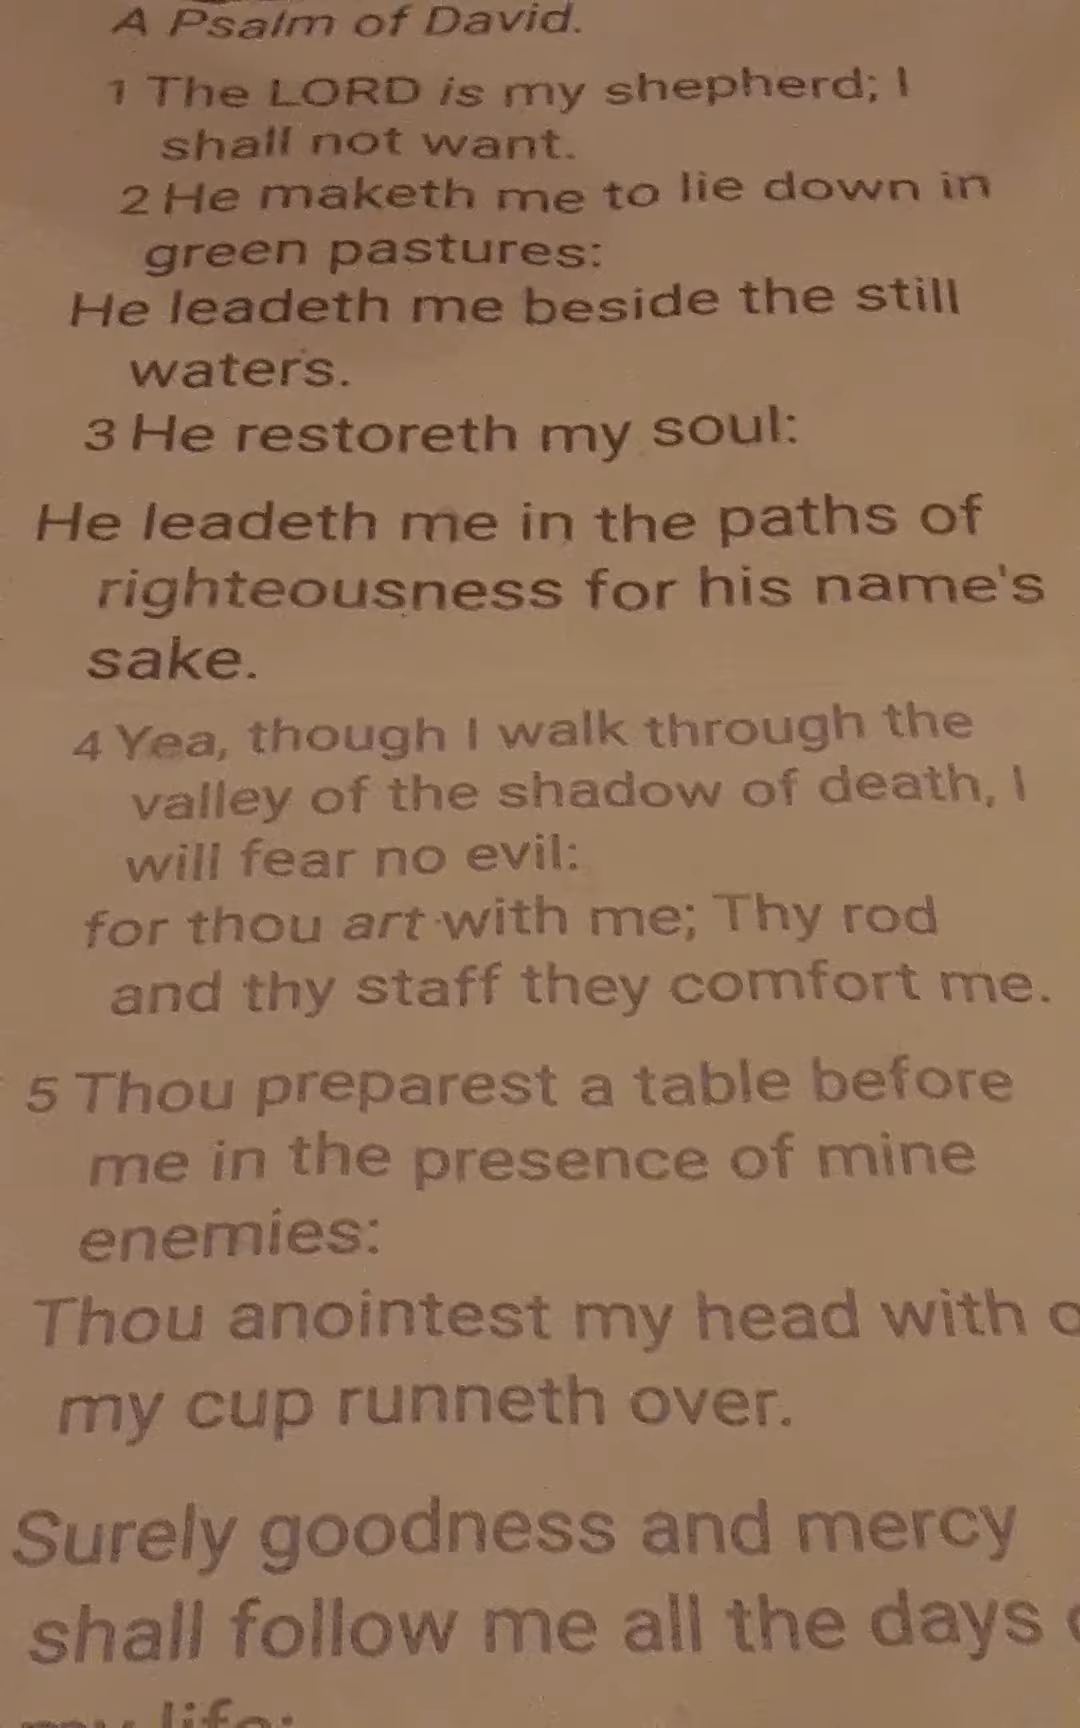 A Psalm of David.
1 The LORD is my shepherd; I
shall not want.
2 He maketh me to lie down in
green pastures:
He leadeth me beside the still
waters.
3 He restoreth my soul:
He leadeth me in the paths of
righteousness for his name's
sake.
4 Yea, though I walk through the
valley of the shadow of death, I
will fear no evil:
for thou art with me; Thy rod
and thy staff they comfort me.
5 Thou preparest a table before
me in the presence of mine
enemies:
Thou anointest my head with
my cup runneth over.
Surely goodness and mercy
shall follow me all the days
my life: